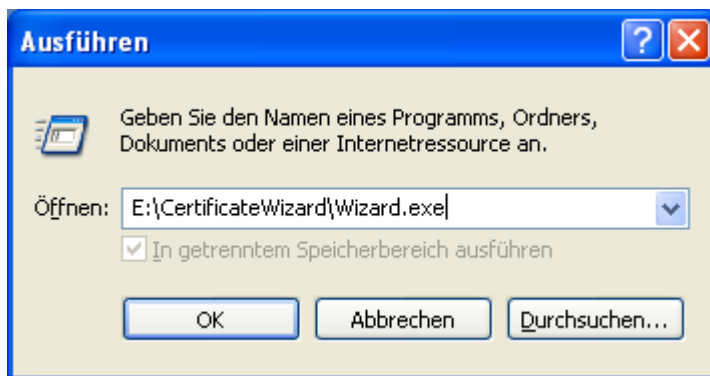 Ausführen
Geben Sie den Namen eines Programms, Ordners,
Dokuments oder einer Internetressource an.
Öffnen: E:\CertificateWizard\Wizard.exe
In getrenntem Speicherbereich ausführen
OK Abbrechen Durchsuchen...